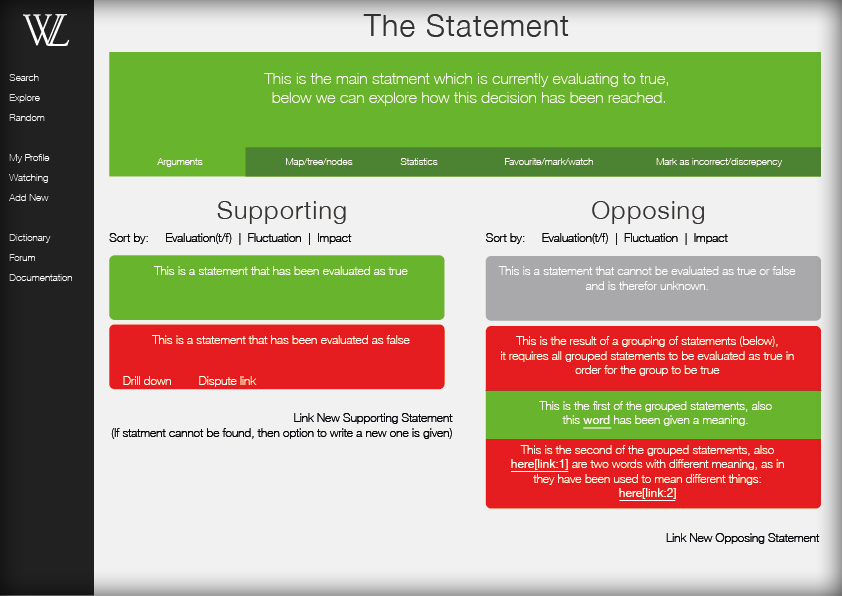 WL
Search
Explore
Random
My Profile
Watching
Add New
Dictionary
Forum
Documentation
The Statement
This is the main statment which is currently evaluating to true,
below we can explore how this decision has been reached.
Arguments Map/tree/nodes Statistics Favourite/mark/watch Mark as incorrect/discrepency
Supporting
Sort by: Evaluation(t/f) | Fluctuation | Impact
This is a statement that has been evaluated as true
This is a statement that has been evaluated as false
Drill down Dispute link
Link New Supporting Statement
(If statment cannot be found, then option to write a new one is given)
Opposing
Sort by: Evaluation(t/f) | Fluctuation | Impact
This is a statement that cannot be evaluated as true or false
and is therefor unknown.
This is the result of a grouping of statements (below),
it requires all grouped statements to be evaluated as true in
order for the group to be true
This is the first of the grouped statements, also
this word has been given a meaning.
This is the second of the grouped statements, also
here[link:1] are two words with different meaning, as in
they have been used to mean different things:
here[link:2]
Link New Opposing Statement